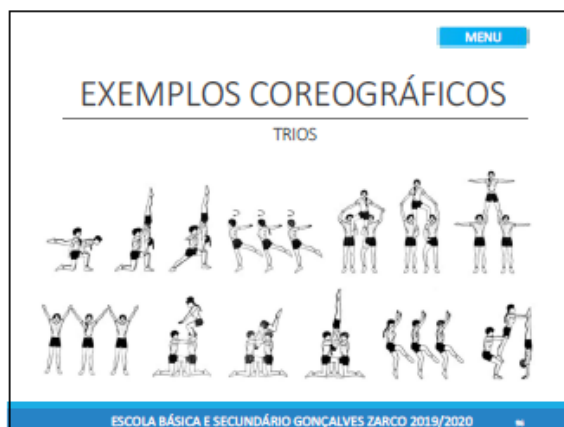 MENU
EXEMPLOS COREOGRÁFICOS
TRIOS
ESCOLA BÁSICA E SECUNDÁRIO GONÇALVES ZARCO 2019/2020